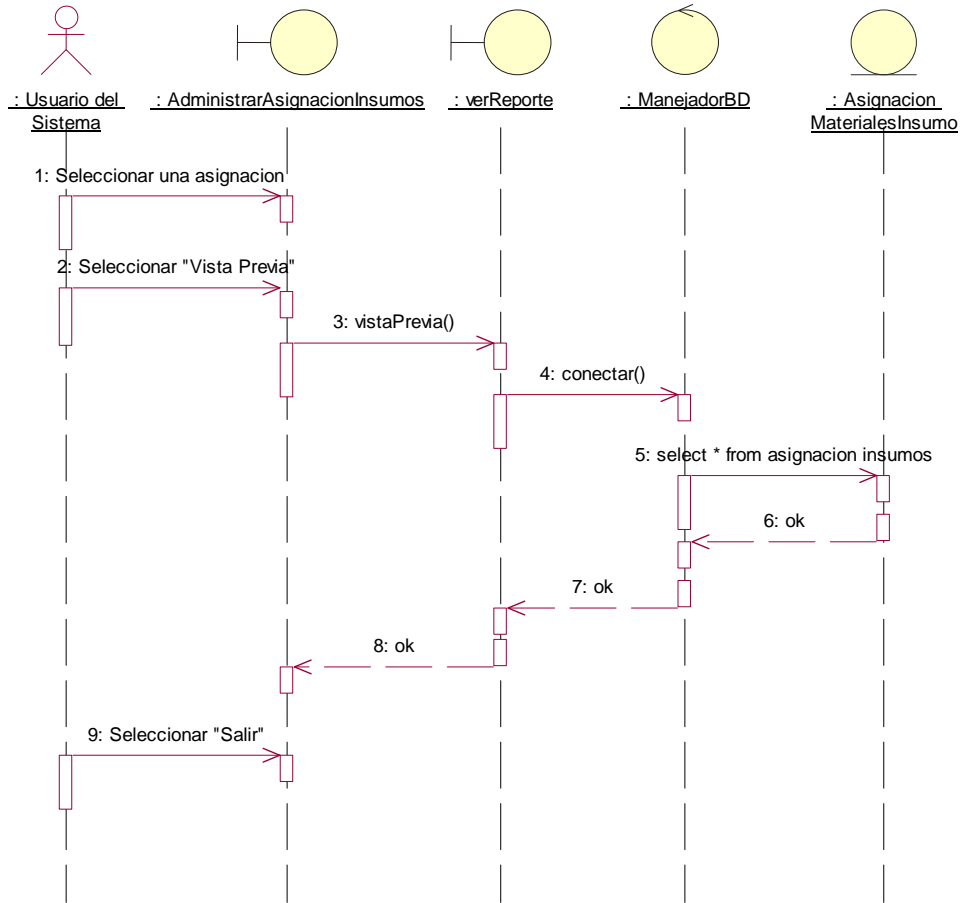 : Usuario del
Sistema
: AdministrarAsignacionInsumos
: verReporte
: ManejadorBD
: Asignacion
MaterialesInsumo
1: Seleccionar una asignacion
2: Seleccionar "Vista Previa"
3: vistaPrevia()
4: conectar()
5: select * from asignacion insumos
6: ok
7: ok
8: ok
9: Seleccionar "Salir"